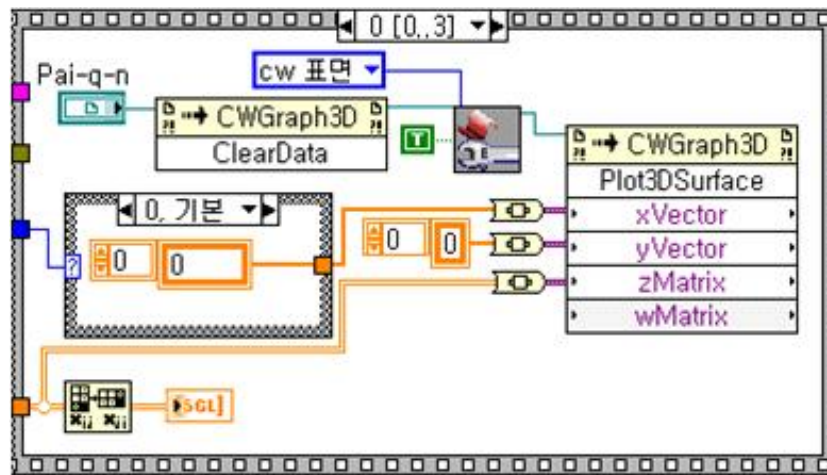 0 [0..3]
Pai-q-n
cw 표면
CWGraph3D
ClearData
T
CWGraph3D
Plot3DSurface
xVector
yVector
zMatrix
wMatrix
0, 기본
?
0
0
0
0
SGL]